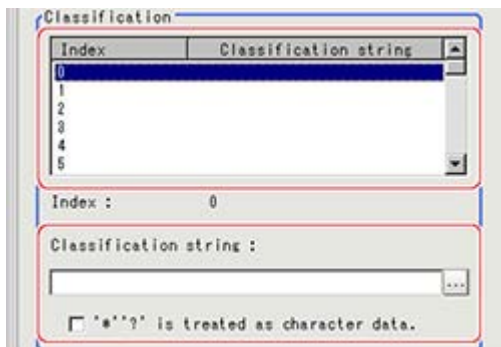 Classification
Index Classification string
0
1
2
3
4
5
Index : 0
Classification string :
...
'*''?' is treated as character data.